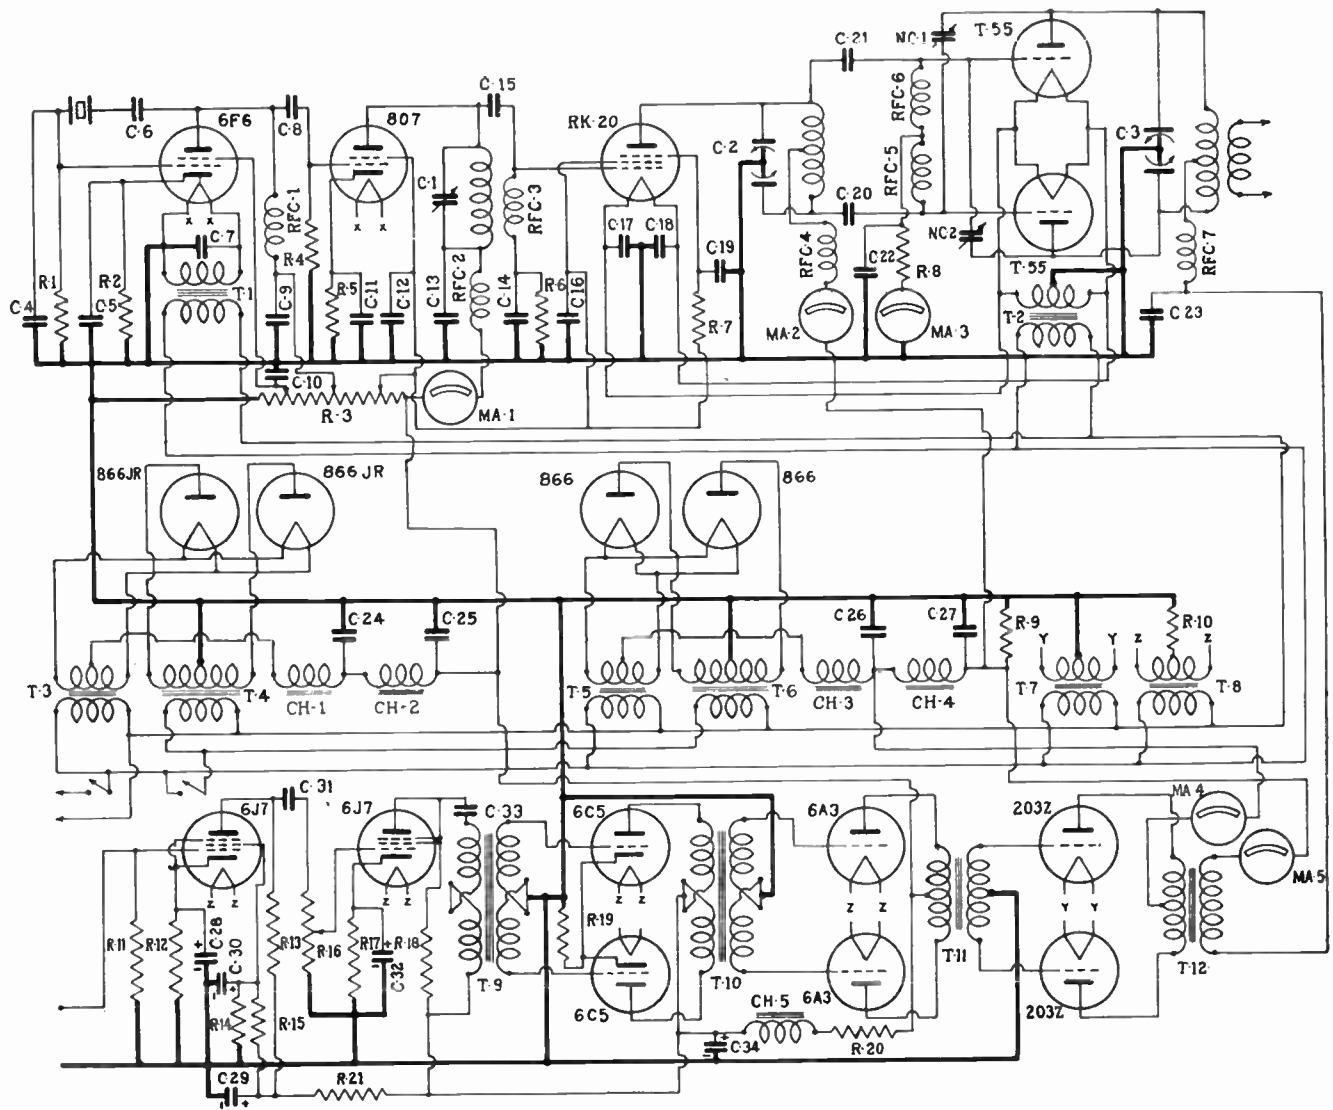 C·21
NC·1
T·55
C·15
C·6
6F6
C·8
807
RK·20
C·2
RFC·6
C·3
RFC·1
C·1
RFC·3
RFC·5
C·20
X X
X X
C·7
R·4
C·17
C·18
NC·2
T·55
RFC·4
C·22
R·8
RFC·7
C·19
R·1
R·2
C·4
C·5
T·1
C·9
R·5
C·11
C·12
C·13
RFC·2
C·14
R·6
C·16
R·7
MA·2
MA·3
T·2
C·23
C·10
R·3
MA·1
866JR
866JR
866
866
C·24
C·25
C·26
C·27
R·9
Y Y
Z Z
R·10
T·3
T·4
CH·1
CH·2
T·5
T·6
CH·3
CH·4
T·7
T·8
6J7
C·31
6J7
C·33
6C5
6A3
203Z
MA·4
MA·5
Z Z
Z Z
Z Z
Z Z
Y Y
R·11
R·12
C·28
C·30
R·13
R·16
R·17
C·32
R·18
R·19
+
-
+
-
+
-
R·14
R·15
T·9
T·10
T·11
T·12
6C5
6A3
203Z
CH·5
R·20
+
-
C·34
C·29
- +
R·21